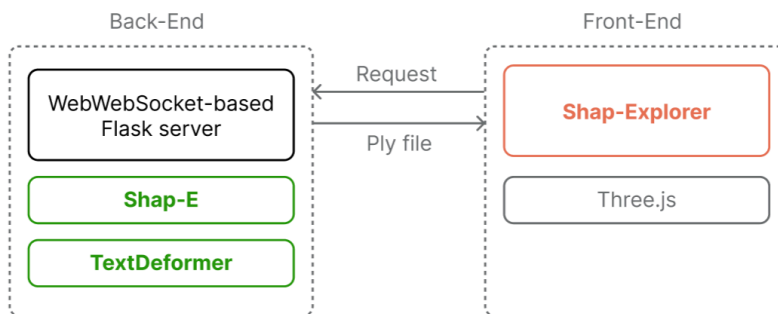 Back-End
Front-End
WebWebSocket-based
Flask server
Request
Ply file
Shap-Explorer
Shap-E
Three.js
TextDeformer